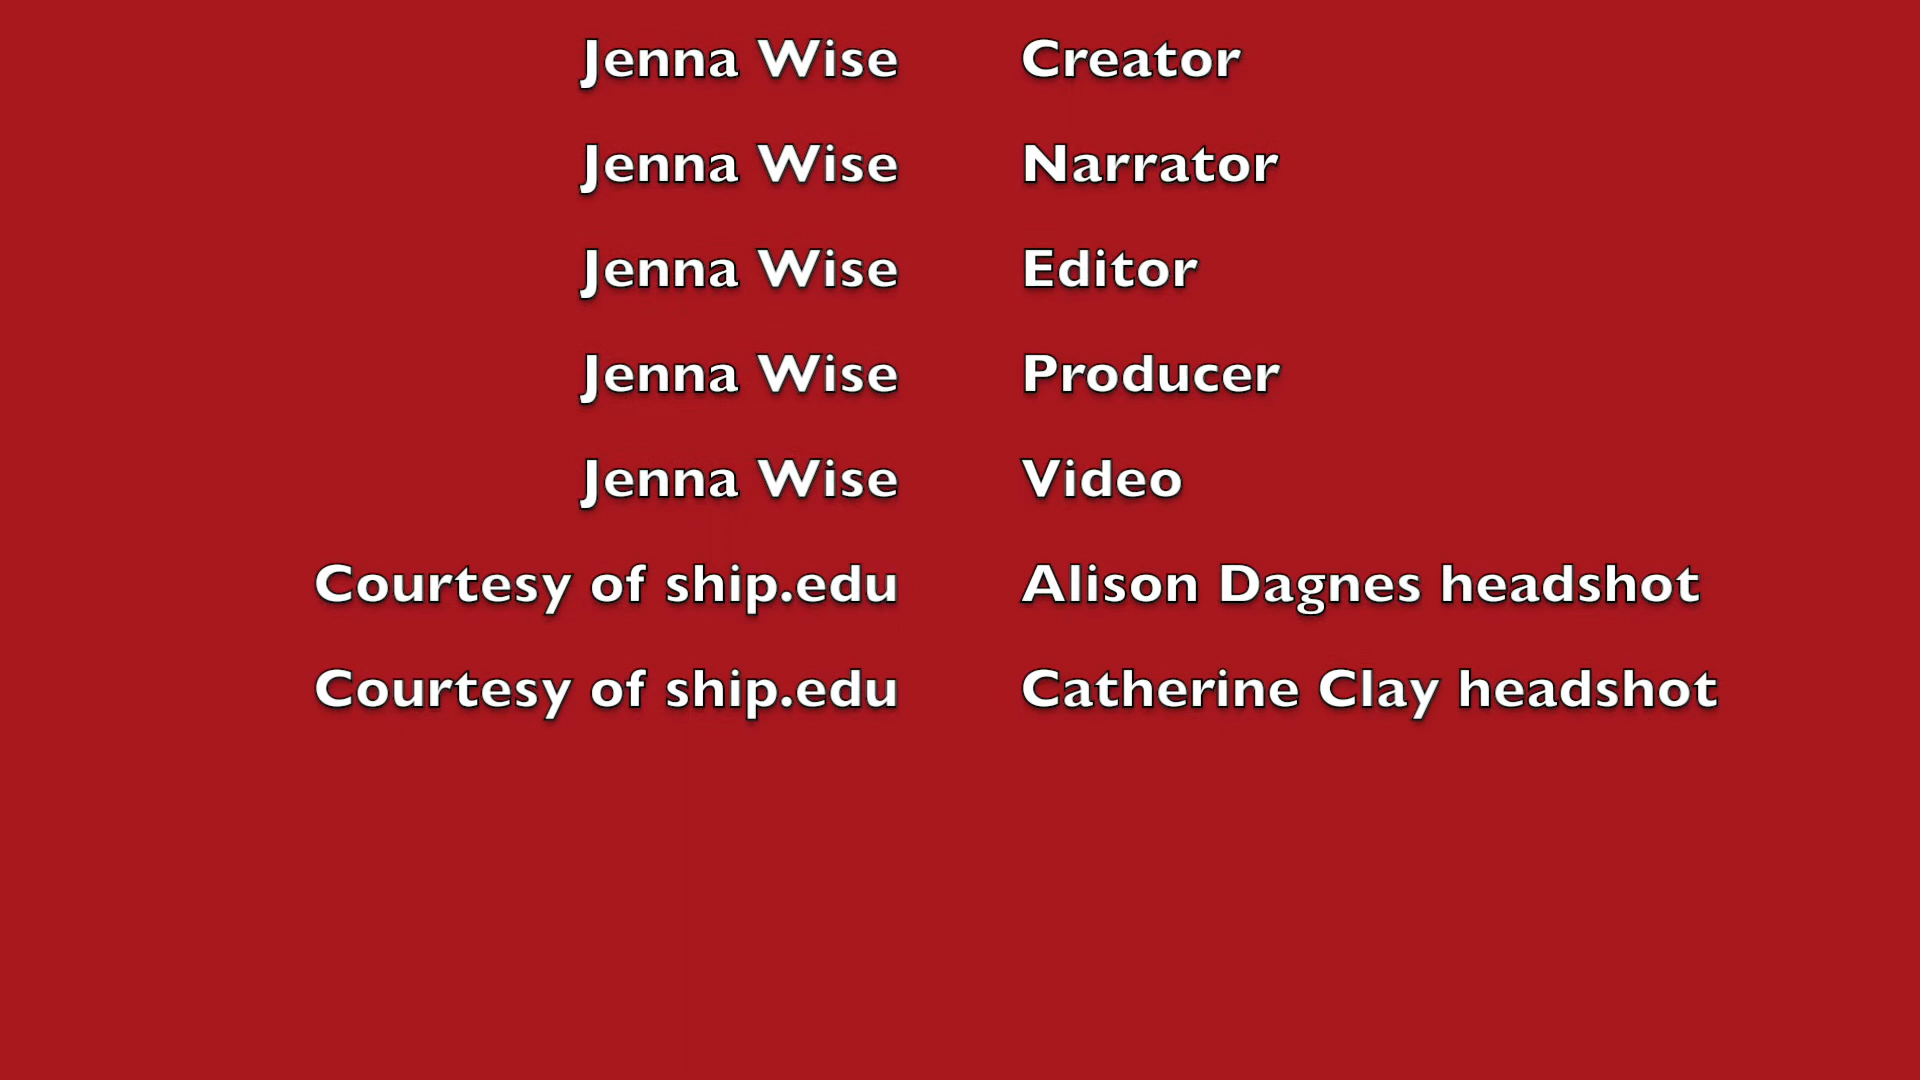 Jenna Wise Creator
Jenna Wise Narrator
Jenna Wise Editor
Jenna Wise Producer
Jenna Wise Video
Courtesy of ship.edu Alison Dagnes headshot
Courtesy of ship.edu Catherine Clay headshot